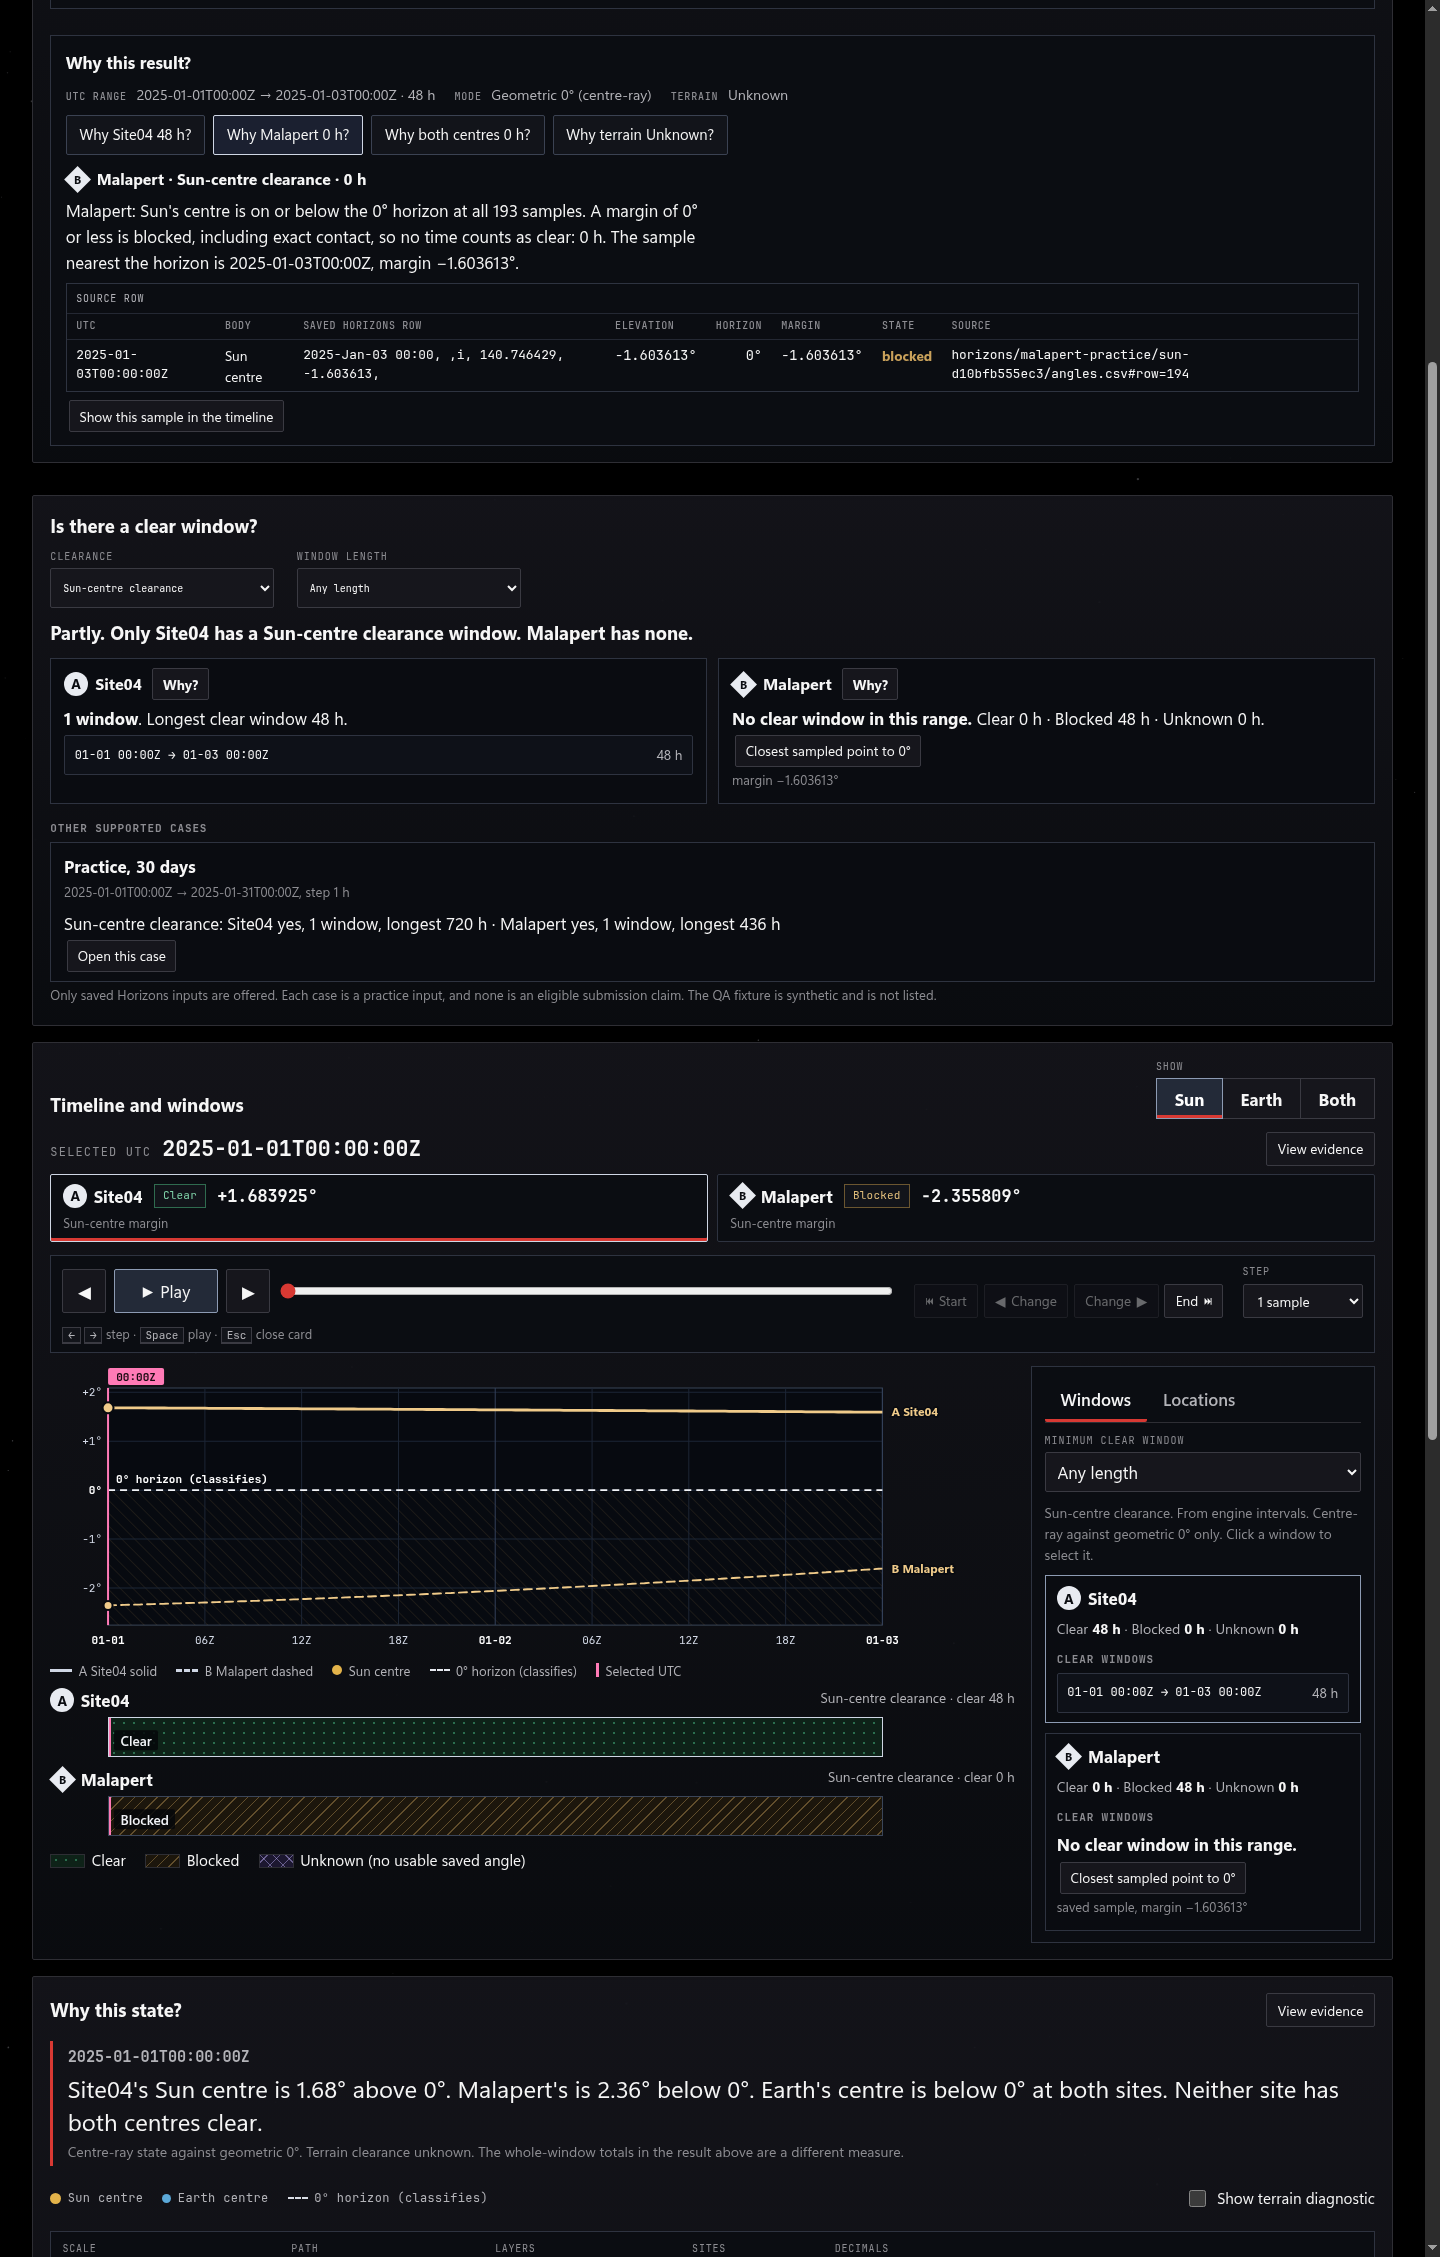 Why this result?
UTC RANGE 2025-01-01T00:00Z → 2025-01-03T00:00Z · 48 h MODE Geometric 0° (centre-ray) TERRAIN Unknown
Why Site04 48 h? Why Malapert 0 h? Why both centres 0 h? Why terrain Unknown?
B Malapert · Sun-centre clearance · 0 h
Malapert: Sun's centre is on or below the 0° horizon at all 193 samples. A margin of 0°
or less is blocked, including exact contact, so no time counts as clear: 0 h. The sample
nearest the horizon is 2025-01-03T00:00Z, margin −1.603613°.
SOURCE ROW
UTC BODY SAVED HORIZONS ROW ELEVATION HORIZON MARGIN STATE SOURCE
2025-01- Sun 2025-Jan-03 00:00, ,i, 140.746429, -1.603613° 0° -1.603613° blocked horizons/malapert-practice/sun-
03T00:00:00Z centre -1.603613, d10bfb555ec3/angles.csv#row=194
Show this sample in the timeline
Is there a clear window?
CLEARANCE WINDOW LENGTH
Sun-centre clearance Any length
Partly. Only Site04 has a Sun-centre clearance window. Malapert has none.
A Site04 Why? B Malapert Why?
1 window. Longest clear window 48 h. No clear window in this range. Clear 0 h · Blocked 48 h · Unknown 0 h.
01-01 00:00Z → 01-03 00:00Z 48 h Closest sampled point to 0°
margin −1.603613°
OTHER SUPPORTED CASES
Practice, 30 days
2025-01-01T00:00Z → 2025-01-31T00:00Z, step 1 h
Sun-centre clearance: Site04 yes, 1 window, longest 720 h · Malapert yes, 1 window, longest 436 h
Open this case
Only saved Horizons inputs are offered. Each case is a practice input, and none is an eligible submission claim. The QA fixture is synthetic and is not listed.
SHOW
Timeline and windows Sun Earth Both
SELECTED UTC 2025-01-01T00:00:00Z View evidence
A Site04 Clear +1.683925° B Malapert Blocked -2.355809°
Sun-centre margin Sun-centre margin
STEP
◀ ▶ Play ▶ ⏮ Start ◀ Change Change ▶ End ⏭ 1 sample
← → step · Space play · Esc close card
00:00Z
+2°
A Site04
+1°
0° horizon (classifies)
0°
-1°
B Malapert
-2°
01-01 06Z 12Z 18Z 01-02 06Z 12Z 18Z 01-03
A Site04 solid B Malapert dashed Sun centre 0° horizon (classifies) Selected UTC
A Site04 Sun-centre clearance · clear 48 h
Clear
B Malapert Sun-centre clearance · clear 0 h
Blocked
Clear Blocked Unknown (no usable saved angle)
Windows Locations
MINIMUM CLEAR WINDOW
Any length
Sun-centre clearance. From engine intervals. Centre-
ray against geometric 0° only. Click a window to
select it.
A Site04
Clear 48 h · Blocked 0 h · Unknown 0 h
CLEAR WINDOWS
01-01 00:00Z → 01-03 00:00Z 48 h
B Malapert
Clear 0 h · Blocked 48 h · Unknown 0 h
CLEAR WINDOWS
No clear window in this range.
Closest sampled point to 0°
saved sample, margin −1.603613°
Why this state? View evidence
2025-01-01T00:00:00Z
Site04's Sun centre is 1.68° above 0°. Malapert's is 2.36° below 0°. Earth's centre is below 0° at both sites. Neither site has
both centres clear.
Centre-ray state against geometric 0°. Terrain clearance unknown. The whole-window totals in the result above are a different measure.
Sun centre Earth centre 0° horizon (classifies) Show terrain diagnostic
SCALE PATH LAYERS SITES DECIMALS